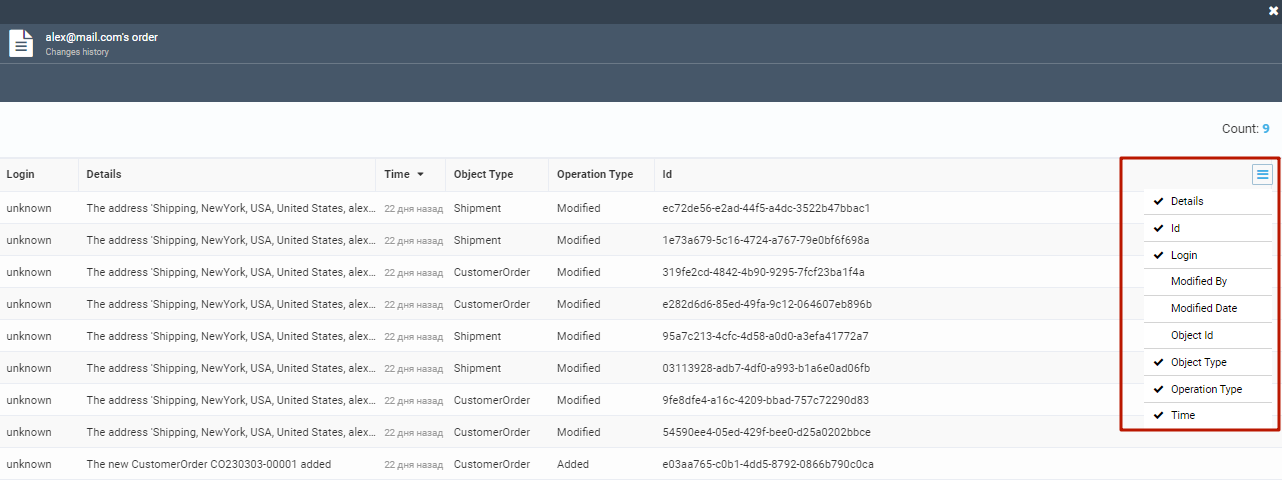 alex@mail.com's order
Changes history
Count: 9
Login Details Time Object Type Operation Type Id
unknown The address 'Shipping, NewYork, USA, United States, alex... 22 дня назад Shipment Modified ec72de56-e2ad-44f5-a4dc-3522b47bbac1
unknown The address 'Shipping, NewYork, USA, United States, alex... 22 дня назад Shipment Modified 1e73a679-5c16-4724-a767-79e0bf6f698a
unknown The address 'Shipping, NewYork, USA, United States, alex... 22 дня назад CustomerOrder Modified 319fe2cd-4842-4b90-9295-7fcf23ba1f4a
unknown The address 'Shipping, NewYork, USA, United States, alex... 22 дня назад CustomerOrder Modified e282d6d6-85ed-49fa-9c12-064607eb896b
unknown The address 'Shipping, NewYork, USA, United States, alex... 22 дня назад Shipment Modified 95a7c213-4cfc-4d58-a0d0-a3efa41772a7
unknown The address 'Shipping, NewYork, USA, United States, alex... 22 дня назад Shipment Modified 03113928-adb7-4df0-a993-b1a6e0ad06fb
unknown The address 'Shipping, NewYork, USA, United States, alex... 22 дня назад CustomerOrder Modified 9fe8dfe4-a16c-4209-bbad-757c72290d83
unknown The address 'Shipping, NewYork, USA, United States, alex... 22 дня назад CustomerOrder Modified 54590ee4-05ed-429f-bee0-d25a0202bbce
unknown The new CustomerOrder CO230303-00001 added 22 дня назад CustomerOrder Added e03aa765-c0b1-4dd5-8792-0866b790c0ca
Details
Id
Login
Modified By
Modified Date
Object Id
Object Type
Operation Type
Time